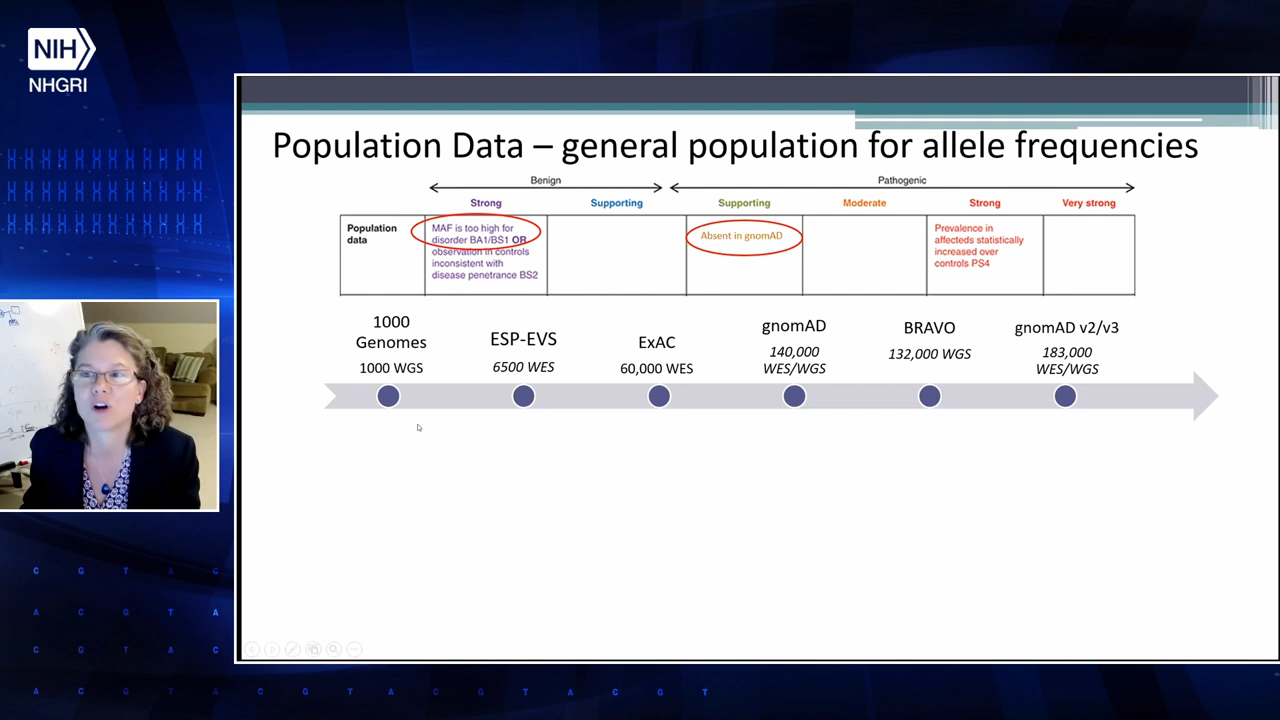 NIH
NHGRI
Population Data – general population for allele frequencies
Benign
Pathogenic
Strong
Supporting
Supporting
Moderate
Strong
Very strong
Population
data
MAF is too high for
disorder BA1/BS1 OR
observation in controls
inconsistent with
disease penetrance BS2
Absent in gnomAD
Prevalence in
affecteds statistically
increased over
controls PS4
1000
Genomes
1000 WGS
ESP-EVS
6500 WES
ExAC
60,000 WES
gnomAD
140,000
WES/WGS
BRAVO
132,000 WGS
gnomAD v2/v3
183,000
WES/WGS
C G T A C
A C G T A
C G T A C
A C G T A C G T A C G T A C G T